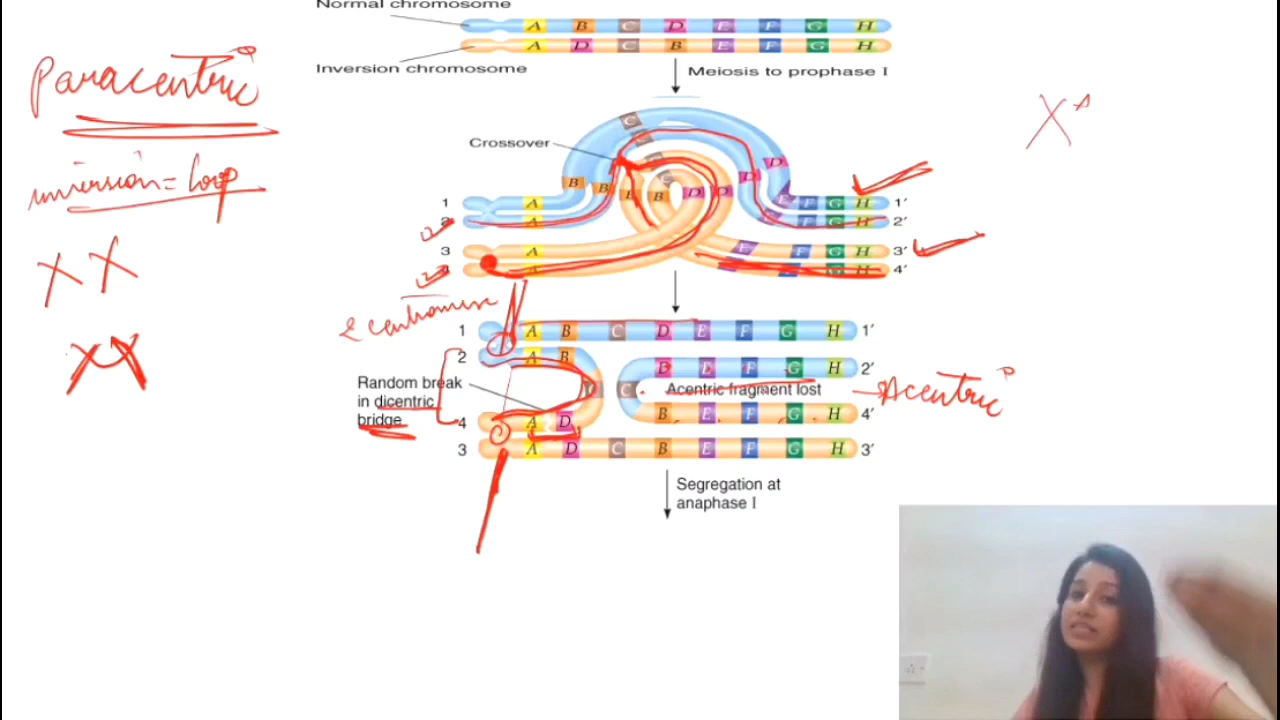 Normal chromosome
A B C D E F G H
A D C B E F G H
Inversion chromosome
Meiosis to prophase I
Paracentric
inversion = loop
Crossover
C
C
C
C
B B B B D D D D
1 A E F G H 1'
2 A F G H 2'
3 A E F G H 3'
4 A F G H 4'
2 centromere
1 A B C D E F G H 1'
2 A B D E F G H 2'
Random break
in dicentric
bridge
C C Acentric fragment lost
Acentric
4 A D B E F G H 4'
3 A D C B E F G H 3'
Segregation at
anaphase I